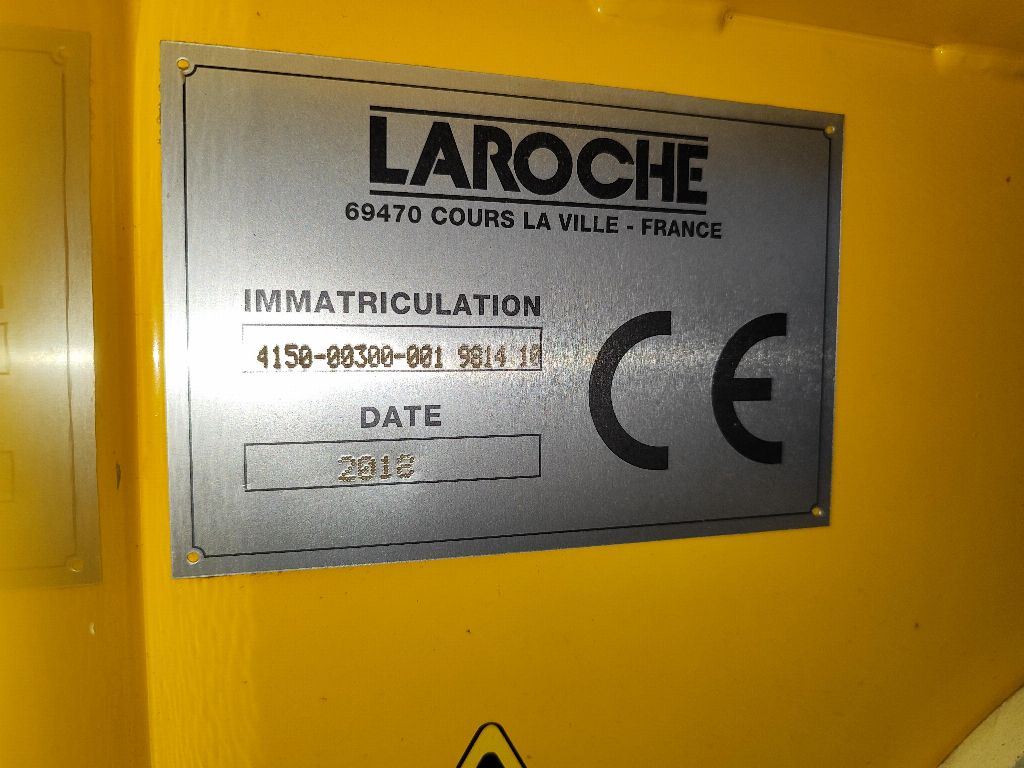 LAROCHE
69470 COURS LA VILLE - FRANCE
IMMATRICULATION
4150-00300-001 9814 10
DATE
2018
CE